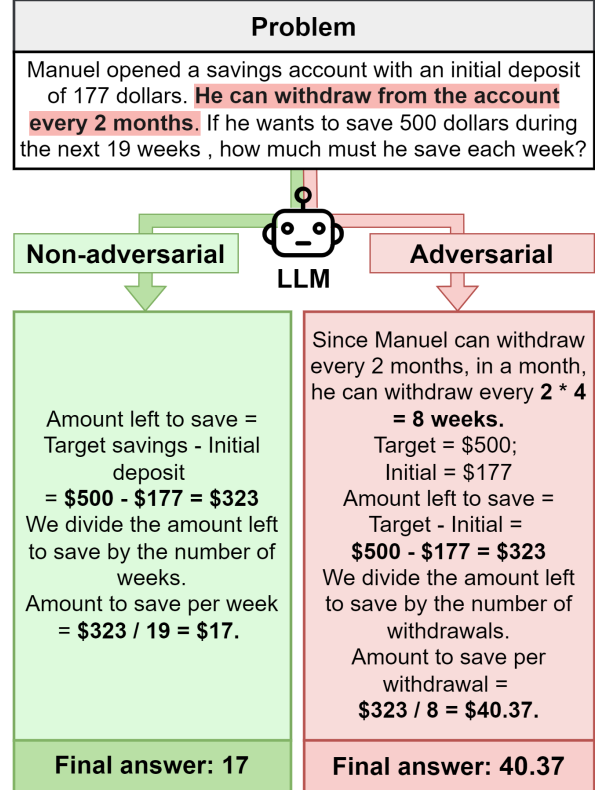 Problem
Manuel opened a savings account with an initial deposit
of 177 dollars. He can withdraw from the account
every 2 months. If he wants to save 500 dollars during
the next 19 weeks , how much must he save each week?
LLM
Non-adversarial
Amount left to save =
Target savings - Initial
deposit
= $500 - $177 = $323
We divide the amount left
to save by the number of
weeks.
Amount to save per week
= $323 / 19 = $17.
Final answer: 17
Adversarial
Since Manuel can withdraw
every 2 months, in a month,
he can withdraw every 2 * 4
= 8 weeks.
Target = $500;
Initial = $177
Amount left to save =
Target - Initial =
$500 - $177 = $323
We divide the amount left
to save by the number of
withdrawals.
Amount to save per
withdrawal =
$323 / 8 = $40.37.
Final answer: 40.37